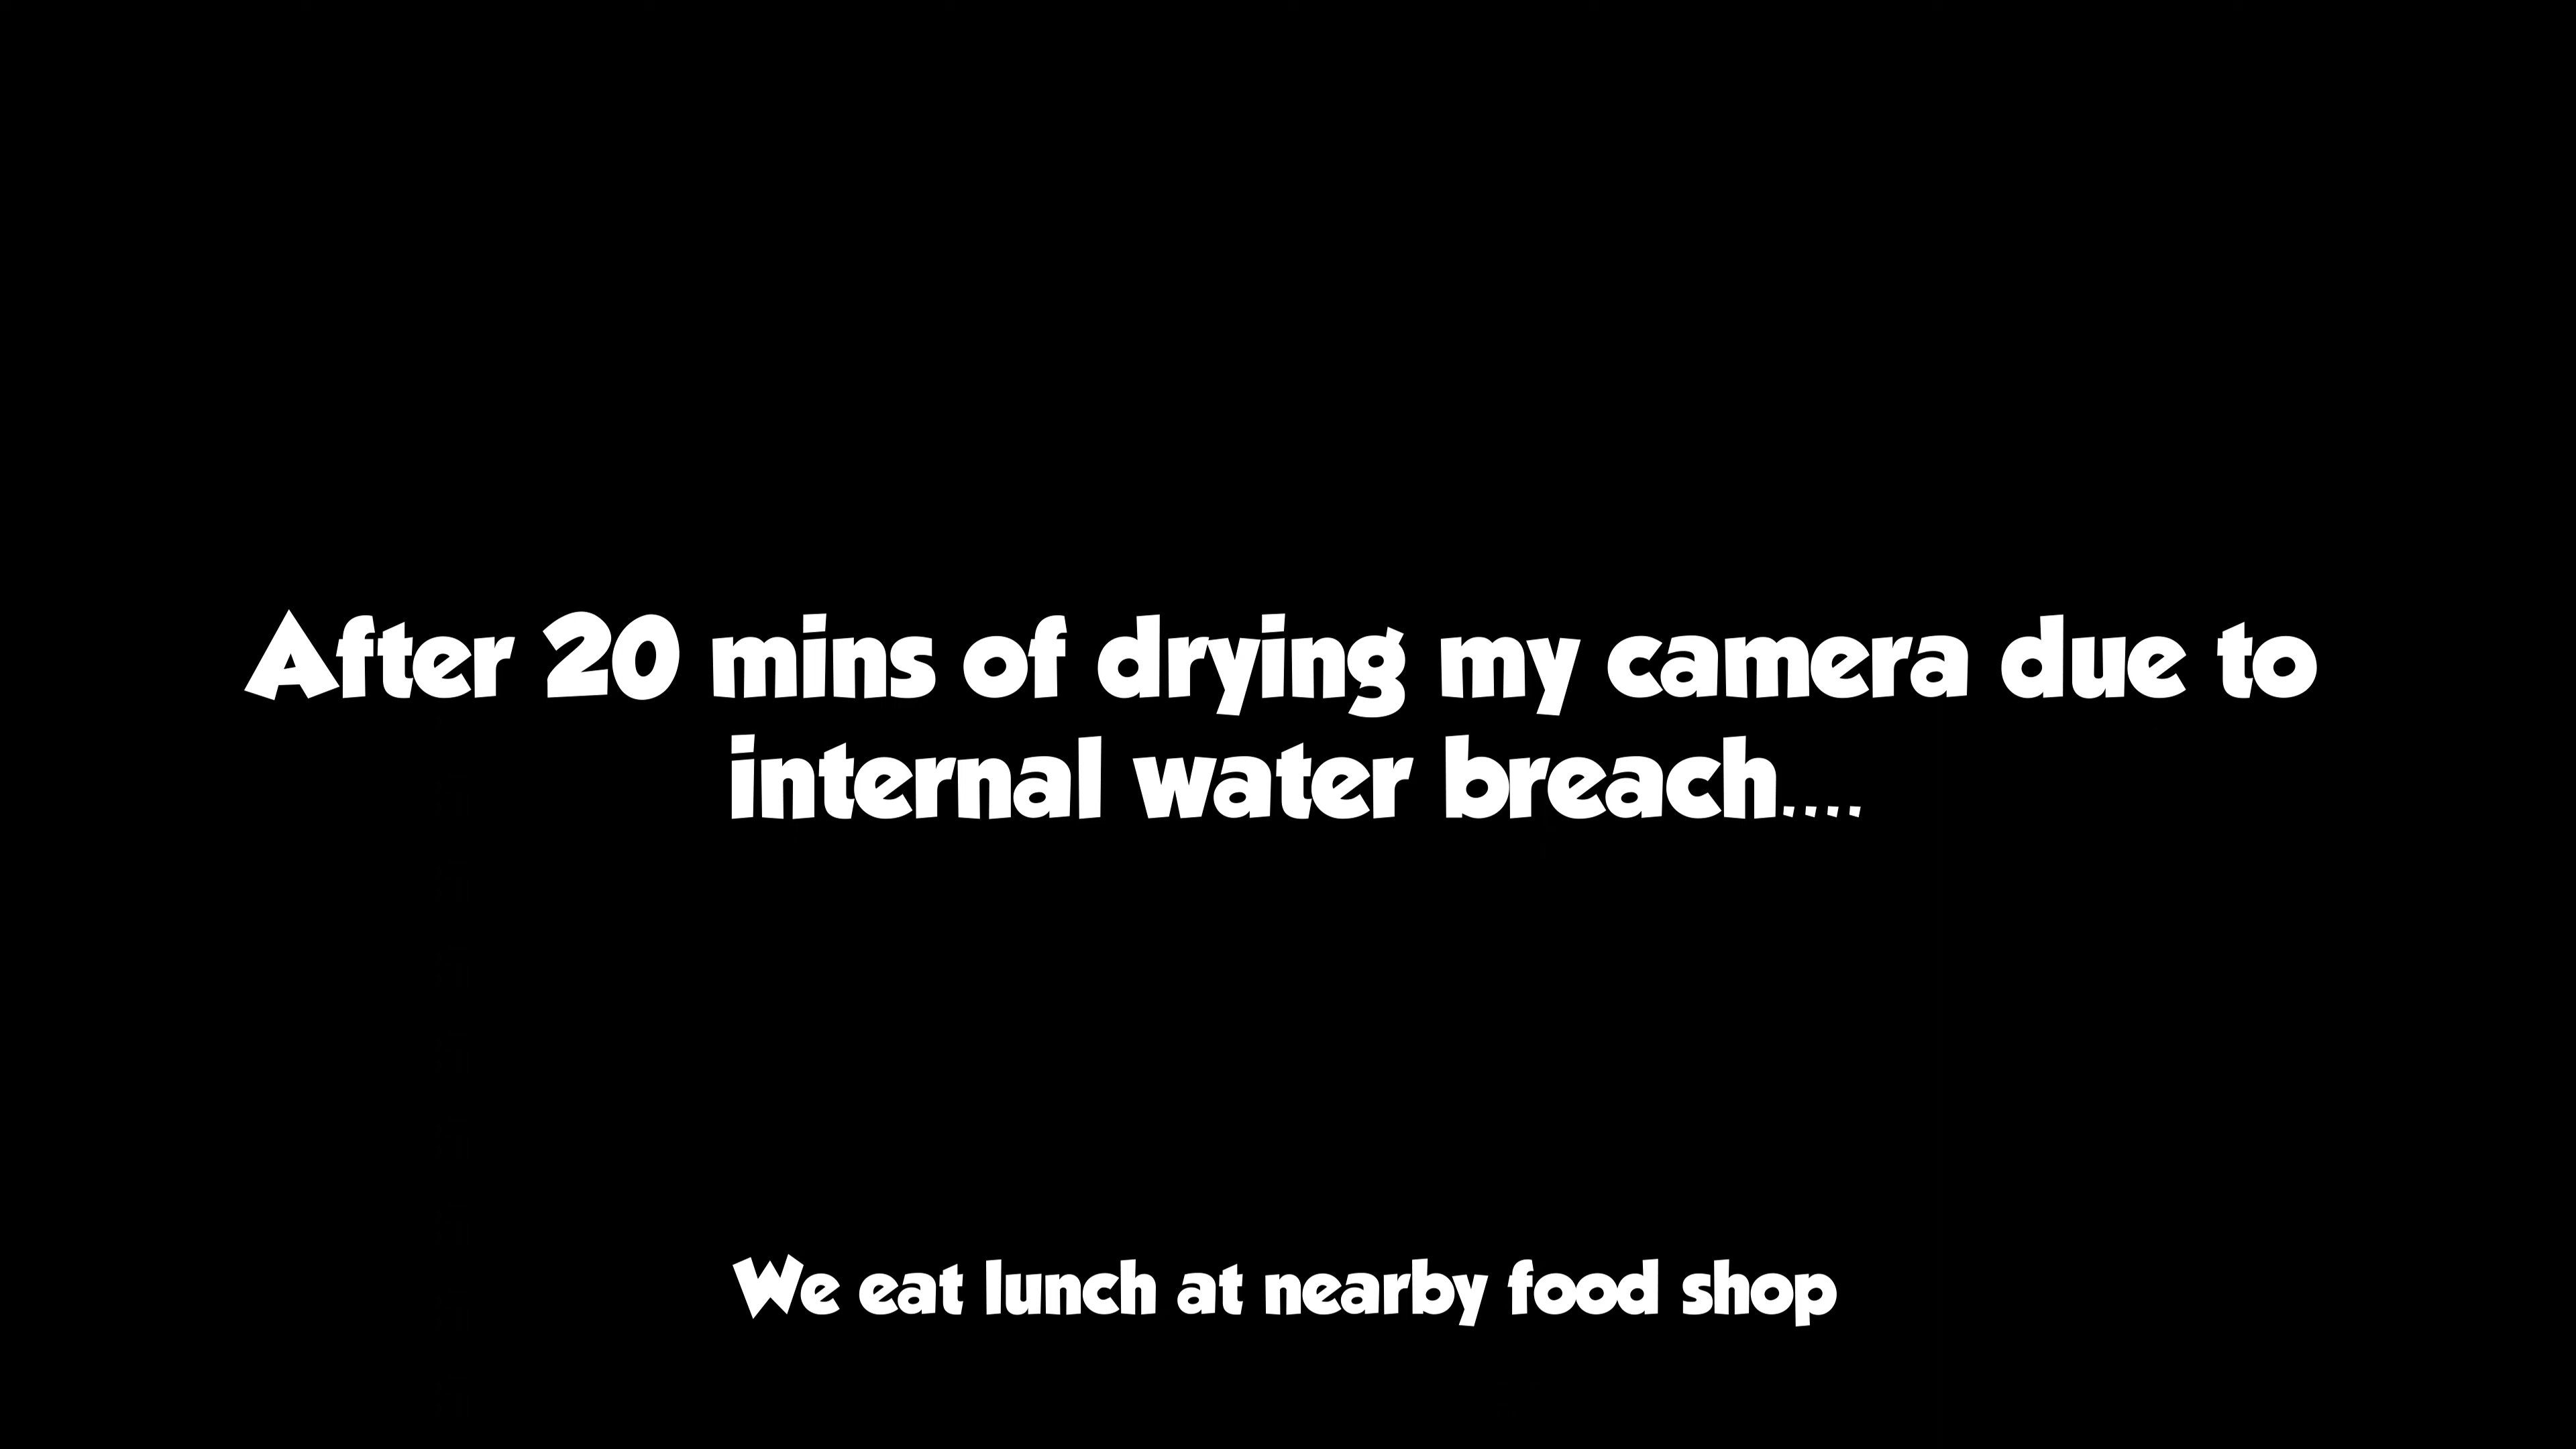 After 20 mins of drying my camera due to
internal water breach....
We eat lunch at nearby food shop